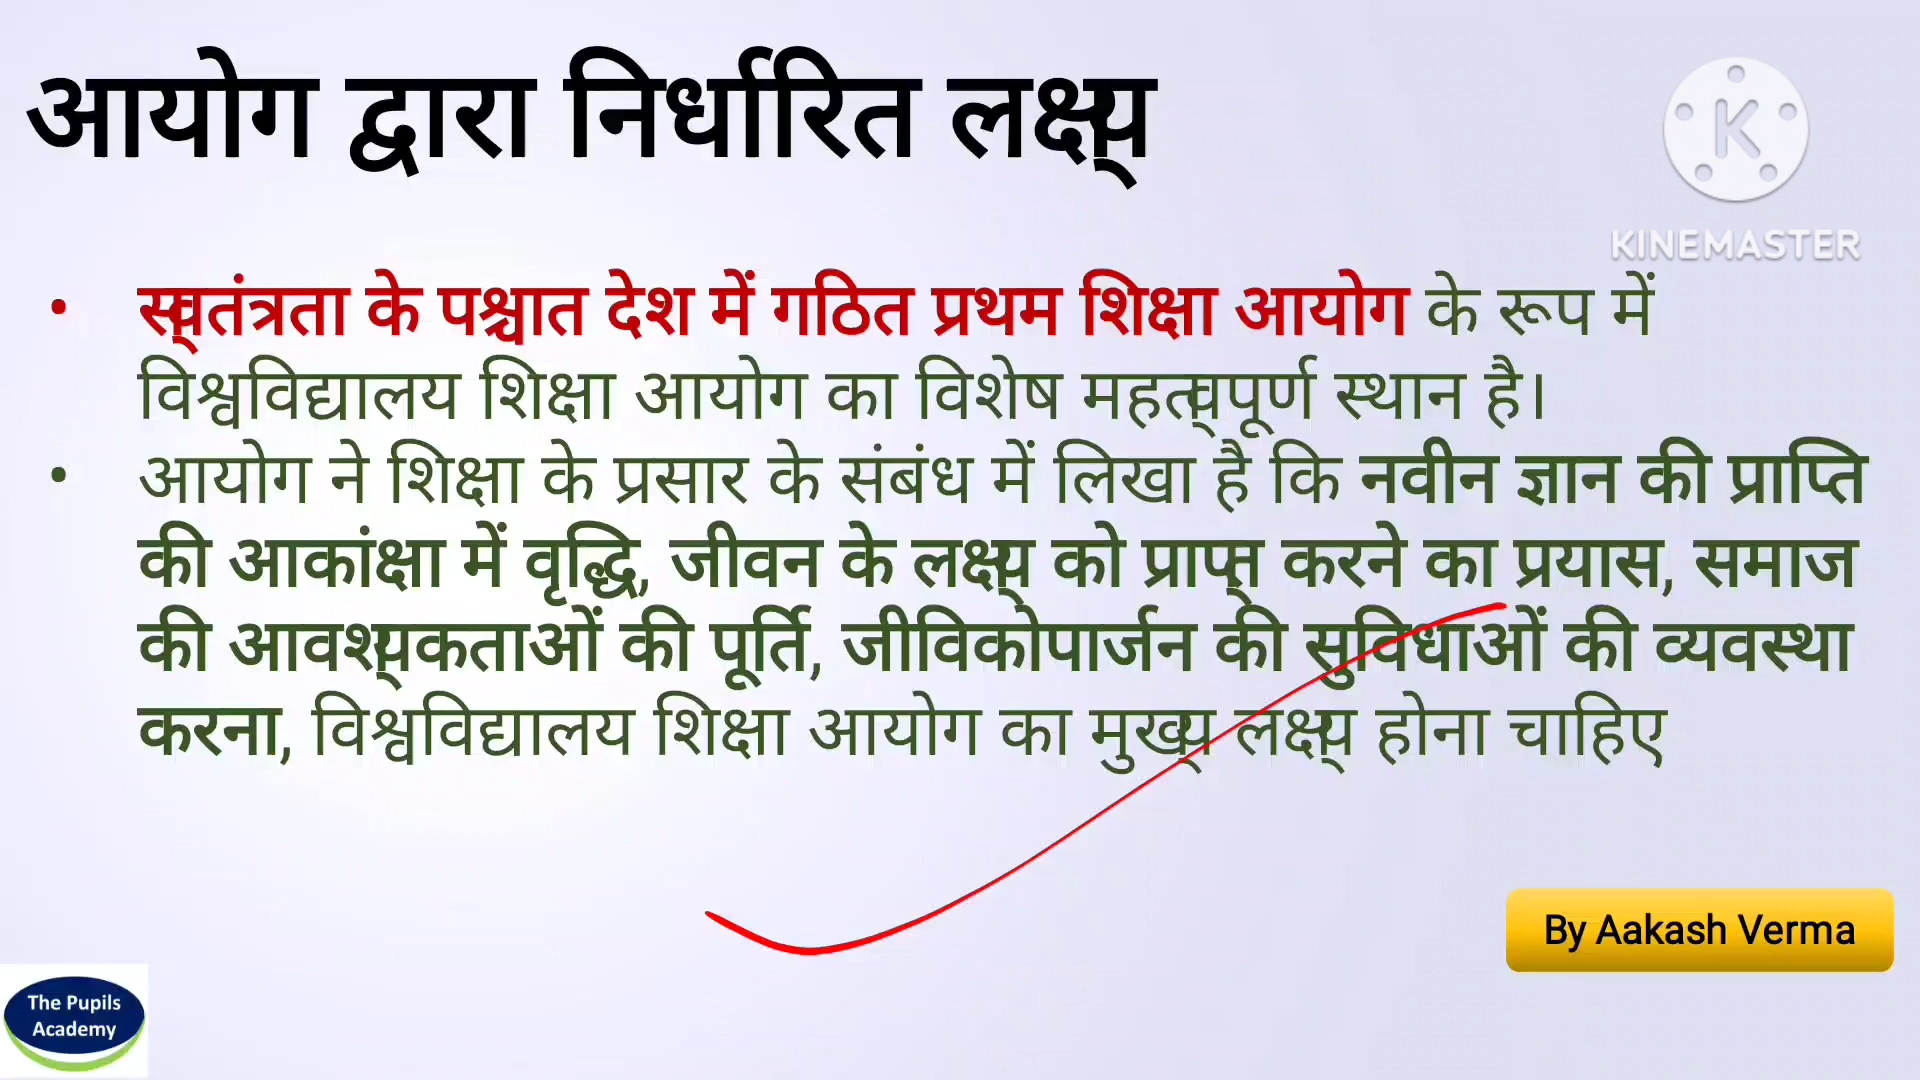 आयोग द्वारा निर्धारित लक्ष्य
KINEMASTER
• स्वतंत्रता के पश्चात देश में गठित प्रथम शिक्षा आयोग के रूप में
विश्वविद्यालय शिक्षा आयोग का विशेष महत्वपूर्ण स्थान है।
• आयोग ने शिक्षा के प्रसार के संबंध में लिखा है कि नवीन ज्ञान की प्राप्ति
की आकांक्षा में वृद्धि, जीवन के लक्ष्य को प्राप्त करने का प्रयास, समाज
की आवश्यकताओं की पूर्ति, जीविकोपार्जन की सुविधाओं की व्यवस्था
करना, विश्वविद्यालय शिक्षा आयोग का मुख्य लक्ष्य होना चाहिए
By Aakash Verma
The Pupils
Academy